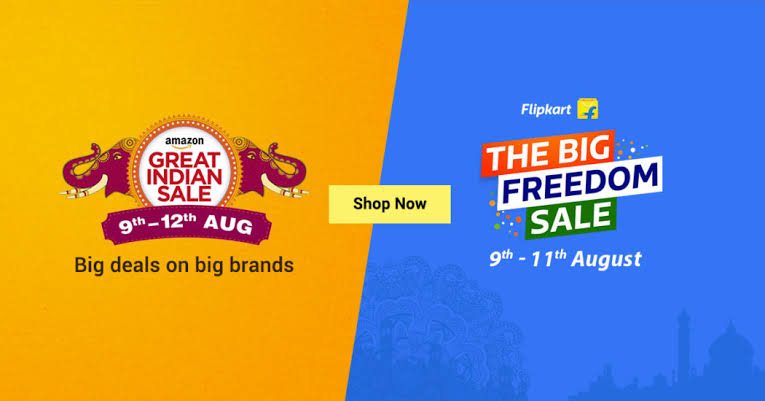 amazon
GREAT
INDIAN
SALE
9th-12th AUG
Big deals on big brands
Shop Now
Flipkart
THE BIG
FREEDOM
SALE
9th - 11th August